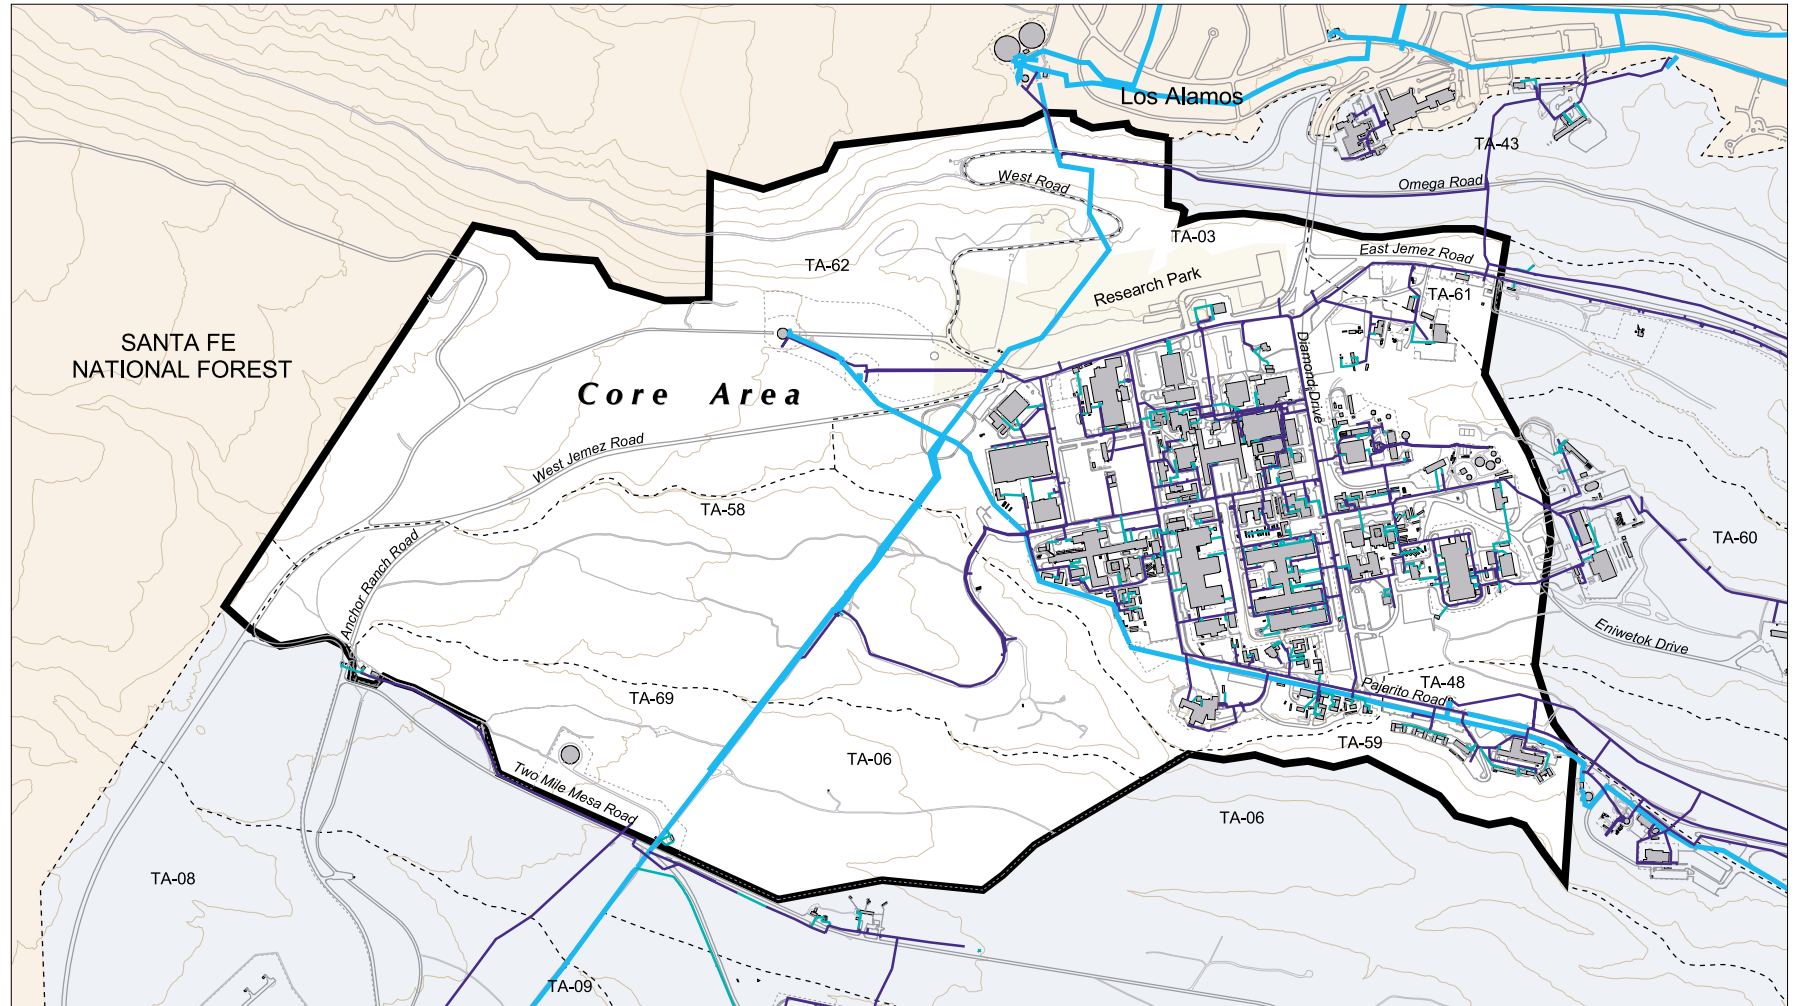 Los Alamos
TA-43
West Road
Omega Road
TA-03
East Jemez Road
TA-62
Research Park
TA-61
SANTA FE
NATIONAL FOREST
Diamond Drive
Core Area
West Jemez Road
TA-58
Anchor Ranch Road
TA-60
Eniwetok Drive
TA-69
TA-48
Pajarito Road
TA-59
TA-06
Two Mile Mesa Road
TA-06
TA-08
TA-09